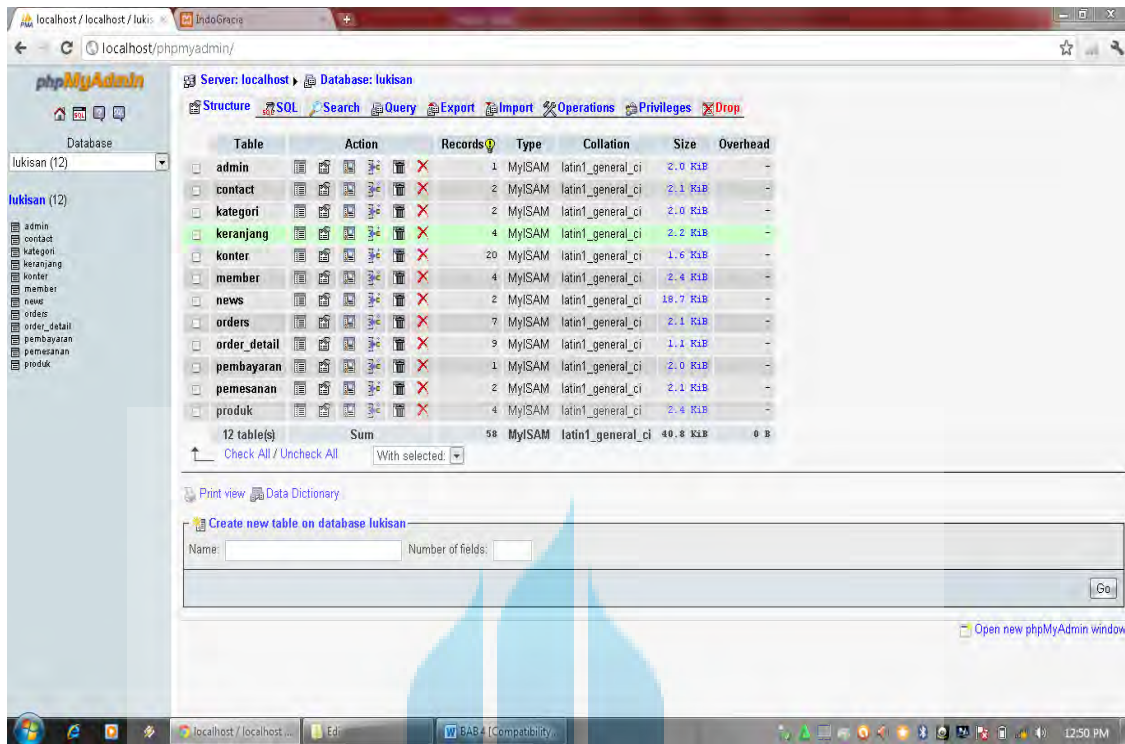 localhost / localhost / lukis
IndoGracia
localhost/phpmyadmin/
phpMyAdmin
Database
lukisan (12)
lukisan (12)
admin
contact
kategori
keranjang
konter
member
news
orders
order_detail
pembayaran
pemesanan
produk
Server: localhost Database: lukisan
Structure SQL Search Query Export Import Operations Privileges Drop
Table Action Records Type Collation Size Overhead
admin 1 MyISAM latin1_general_ci 2.0 KiB -
contact 2 MyISAM latin1_general_ci 2.1 KiB -
kategori 2 MyISAM latin1_general_ci 2.0 KiB -
keranjang 4 MyISAM latin1_general_ci 2.2 KiB -
konter 20 MyISAM latin1_general_ci 1.6 KiB -
member 4 MyISAM latin1_general_ci 2.4 KiB -
news 2 MyISAM latin1_general_ci 18.7 KiB -
orders 7 MyISAM latin1_general_ci 2.1 KiB -
order_detail 9 MyISAM latin1_general_ci 1.1 KiB -
pembayaran 1 MyISAM latin1_general_ci 2.0 KiB -
pemesanan 2 MyISAM latin1_general_ci 2.1 KiB -
produk 4 MyISAM latin1_general_ci 2.4 KiB -
12 table(s) Sum 58 MyISAM latin1_general_ci 40.8 KiB 0 B
Check All / Uncheck All With selected:
Print view Data Dictionary
Create new table on database lukisan
Name: Number of fields:
Go
Open new phpMyAdmin window
localhost / localhost ... Edi BAB 4 [Compatibility... 12:50 PM